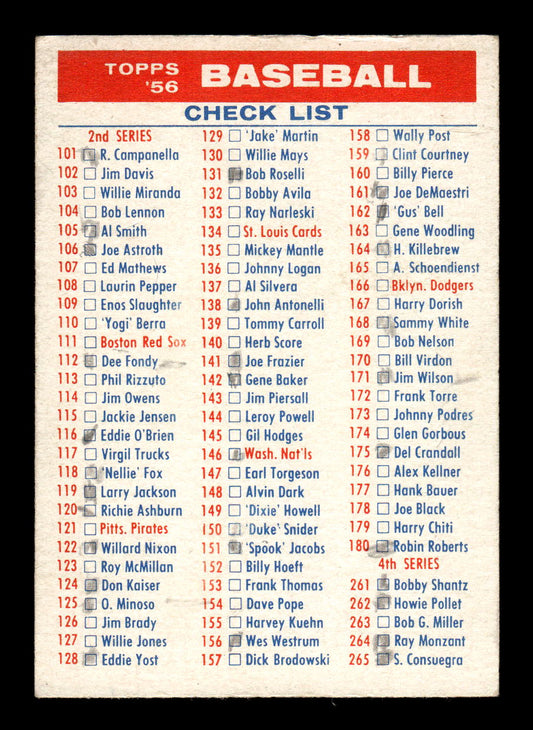 TOPPS '56 BASEBALL
CHECK LIST
2nd SERIES
101 R. Campanella
102 Jim Davis
103 Willie Miranda
104 Bob Lennon
105 Al Smith
106 Joe Astroth
107 Ed Mathews
108 Laurin Pepper
109 Enos Slaughter
110 'Yogi' Berra
111 Boston Red Sox
112 Dee Fondy
113 Phil Rizzuto
114 Jim Owens
115 Jackie Jensen
116 Eddie O'Brien
117 Virgil Trucks
118 'Nellie' Fox
119 Larry Jackson
120 Richie Ashburn
121 Pitts. Pirates
122 Willard Nixon
123 Roy McMillan
124 Don Kaiser
125 O. Minoso
126 Jim Brady
127 Willie Jones
128 Eddie Yost
129 'Jake' Martin
130 Willie Mays
131 Bob Roselli
132 Bobby Avila
133 Ray Narleski
134 St. Louis Cards
135 Mickey Mantle
136 Johnny Logan
137 Al Silvera
138 John Antonelli
139 Tommy Carroll
140 Herb Score
141 Joe Frazier
142 Gene Baker
143 Jim Piersall
144 Leroy Powell
145 Gil Hodges
146 Wash. Nat'ls
147 Earl Torgeson
148 Alvin Dark
149 'Dixie' Howell
150 'Duke' Snider
151 'Spook' Jacobs
152 Billy Hoeft
153 Frank Thomas
154 Dave Pope
155 Harvey Kuehn
156 Wes Westrum
157 Dick Brodowski
158 Wally Post
159 Clint Courtney
160 Billy Pierce
161 Joe DeMaestri
162 'Gus' Bell
163 Gene Woodling
164 H. Killebrew
165 A. Schoendienst
166 Bklyn. Dodgers
167 Harry Dorish
168 Sammy White
169 Bob Nelson
170 Bill Virdon
171 Jim Wilson
172 Frank Torre
173 Johnny Podres
174 Glen Gorbous
175 Del Crandall
176 Alex Kellner
177 Hank Bauer
178 Joe Black
179 Harry Chiti
180 Robin Roberts
4th SERIES
261 Bobby Shantz
262 Howie Pollet
263 Bob G. Miller
264 Ray Monzant
265 S. Consuegra